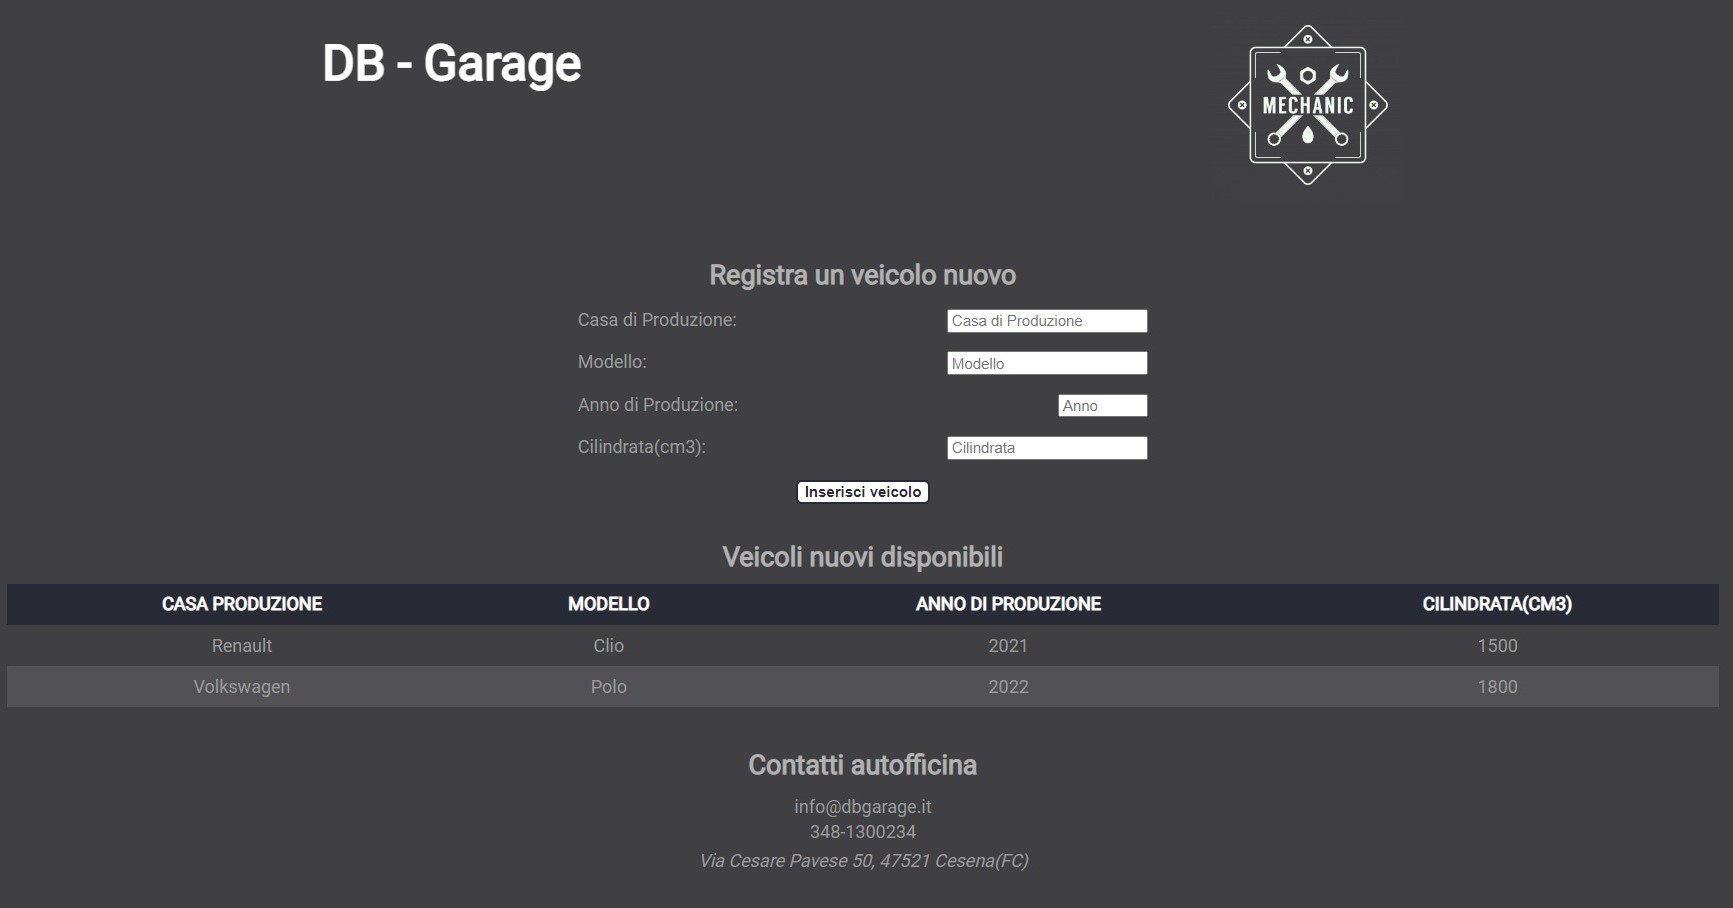 DB - Garage
MECHANIC
Registra un veicolo nuovo
Casa di Produzione: Casa di Produzione
Modello: Modello
Anno di Produzione: Anno
Cilindrata(cm3): Cilindrata
Inserisci veicolo
Veicoli nuovi disponibili
CASA PRODUZIONE MODELLO ANNO DI PRODUZIONE CILINDRATA(CM3)
Renault Clio 2021 1500
Volkswagen Polo 2022 1800
Contatti autofficina
info@dbgarage.it
348-1300234
Via Cesare Pavese 50, 47521 Cesena(FC)